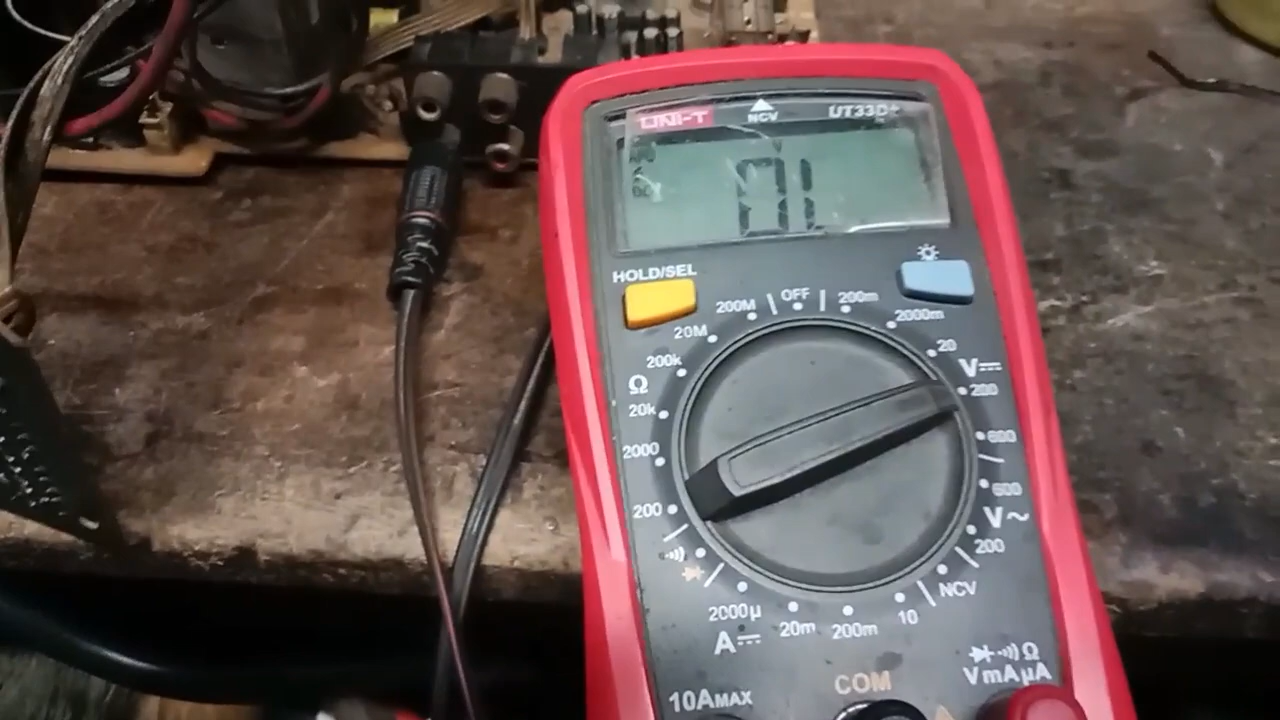 UNI-T
NCV
UT33D+
OL
HOLD/SEL
200M
OFF
200m
20M
2000m
200k
20
Ω
V⎓
200
20k
2000
600
600
200
V~
200
NCV
2000µ
20m
200m
10
A⎓
Ω
VmAµA
COM
10AMAX